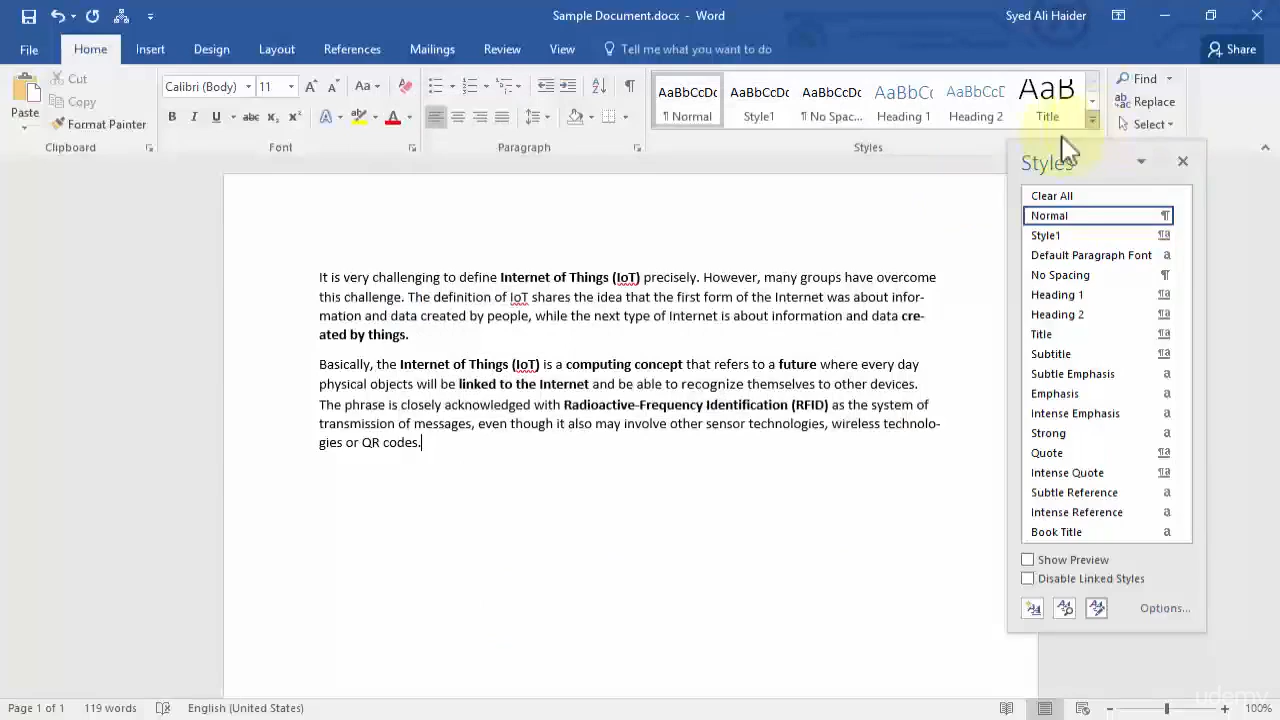 Sample Document.docx - Word
Syed Ali Haider
File Home Insert Design Layout References Mailings Review View Tell me what you want to do Share
Paste
Cut
Copy
Format Painter
Clipboard
Calibri (Body) 11 Aa
B I U abc X₂ X² A ab A
Font
Paragraph
AaBbCcDc AaBbCcDc AaBbCcDc AaBbCc AaBbCcD AaB
¶ Normal Style1 ¶ No Spac... Heading 1 Heading 2 Title
Styles
Find
Replace
Select
Editing
It is very challenging to define Internet of Things (IoT) precisely. However, many groups have overcome
this challenge. The definition of IoT shares the idea that the first form of the Internet was about infor-
mation and data created by people, while the next type of Internet is about information and data cre-
ated by things.
Basically, the Internet of Things (IoT) is a computing concept that refers to a future where every day
physical objects will be linked to the Internet and be able to recognize themselves to other devices.
The phrase is closely acknowledged with Radioactive-Frequency Identification (RFID) as the system of
transmission of messages, even though it also may involve other sensor technologies, wireless technolo-
gies or QR codes.
Styles
Clear All
Normal ¶
Style1 ¶a
Default Paragraph Font a
No Spacing ¶
Heading 1 ¶a
Heading 2 ¶a
Title ¶a
Subtitle ¶a
Subtle Emphasis a
Emphasis a
Intense Emphasis a
Strong a
Quote ¶a
Intense Quote ¶a
Subtle Reference a
Intense Reference a
Book Title a
Show Preview
Disable Linked Styles
Options...
udemy
Page 1 of 1 119 words English (United States) 100%